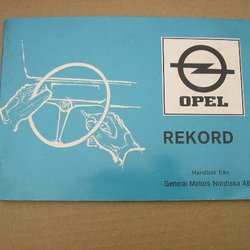 OPEL
REKORD
Handbok från
General Motors Nordiska AB